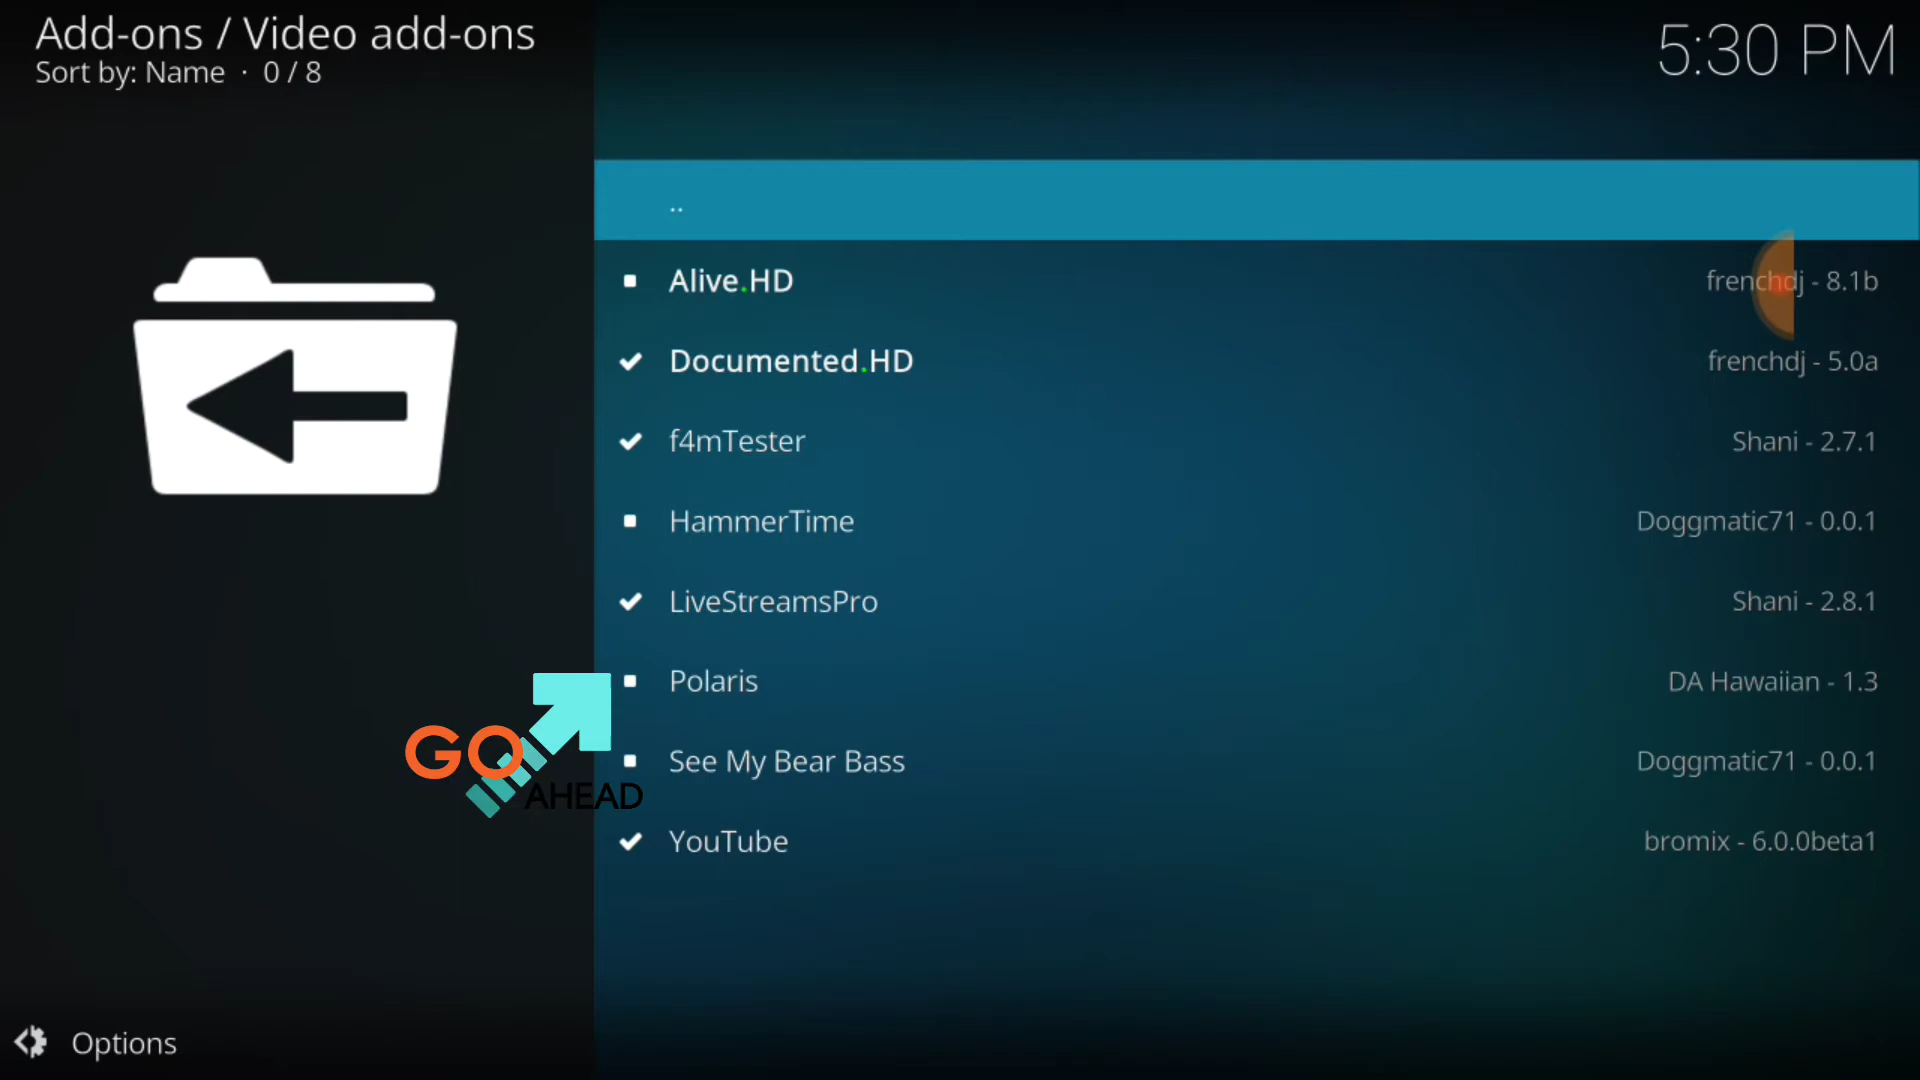 Add-ons / Video add-ons
Sort by: Name · 0 / 8
5:30 PM
..
Alive.HD frenchdj - 8.1b
Documented.HD frenchdj - 5.0a
f4mTester Shani - 2.7.1
HammerTime Doggmatic71 - 0.0.1
LiveStreamsPro Shani - 2.8.1
Polaris DA Hawaiian - 1.3
GO
AHEAD
See My Bear Bass Doggmatic71 - 0.0.1
YouTube bromix - 6.0.0beta1
Options